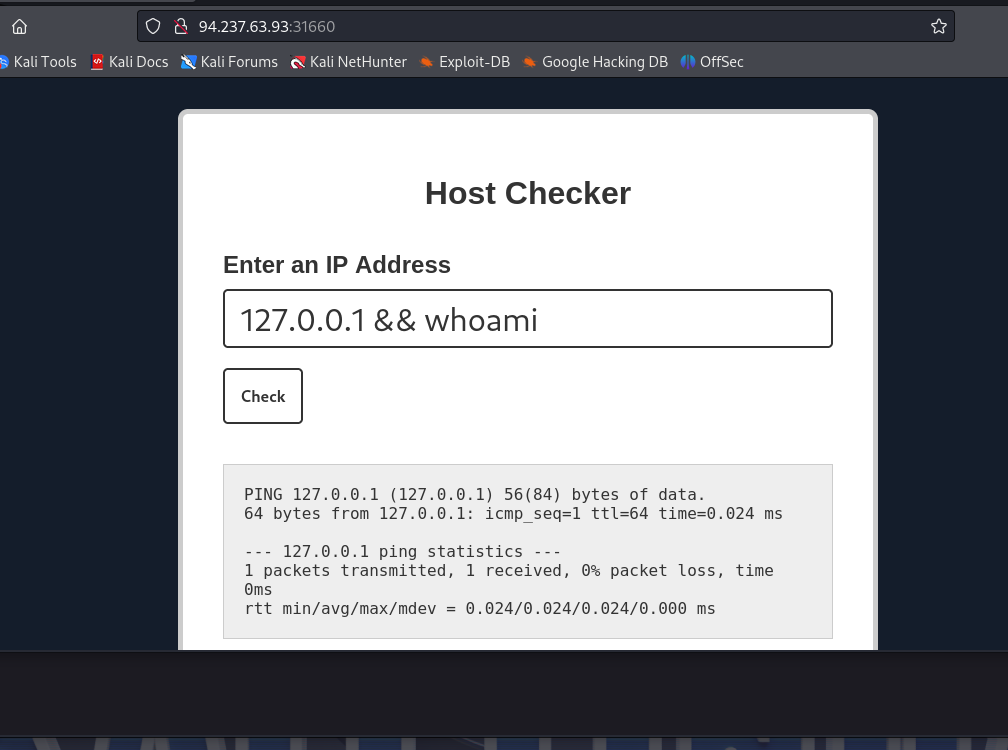 94.237.63.93:31660
Kali Tools Kali Docs Kali Forums Kali NetHunter Exploit-DB Google Hacking DB OffSec
Host Checker
Enter an IP Address
127.0.0.1 && whoami
Check
PING 127.0.0.1 (127.0.0.1) 56(84) bytes of data.
64 bytes from 127.0.0.1: icmp_seq=1 ttl=64 time=0.024 ms
--- 127.0.0.1 ping statistics ---
1 packets transmitted, 1 received, 0% packet loss, time
0ms
rtt min/avg/max/mdev = 0.024/0.024/0.024/0.000 ms